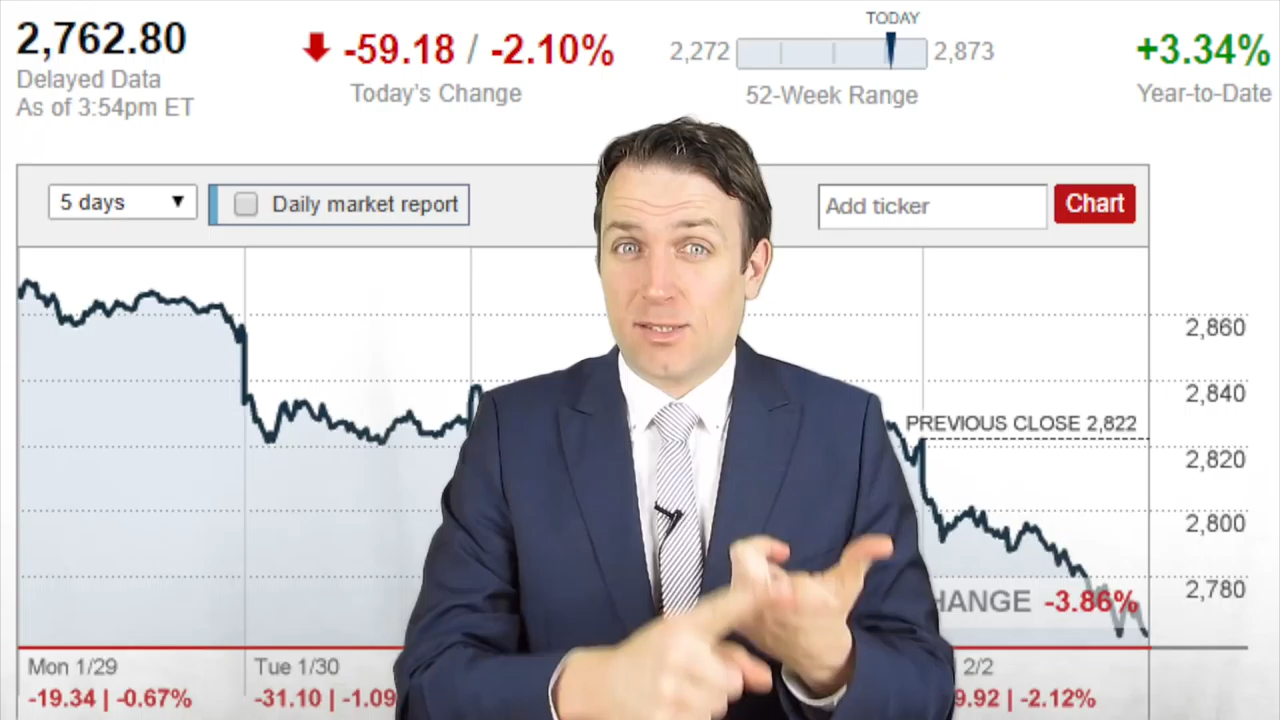 2,762.80
Delayed Data
As of 3:54pm ET
-59.18 / -2.10%
Today's Change
TODAY
2,272
2,873
52-Week Range
+3.34%
Year-to-Date
5 days
Daily market report
Add ticker
Chart
2,860
2,840
PREVIOUS CLOSE 2,822
2,820
2,800
2,780
HANGE -3.86%
Mon 1/29
Tue 1/30
2/2
-19.34 | -0.67%
-31.10 | -1.09
9.92 | -2.12%